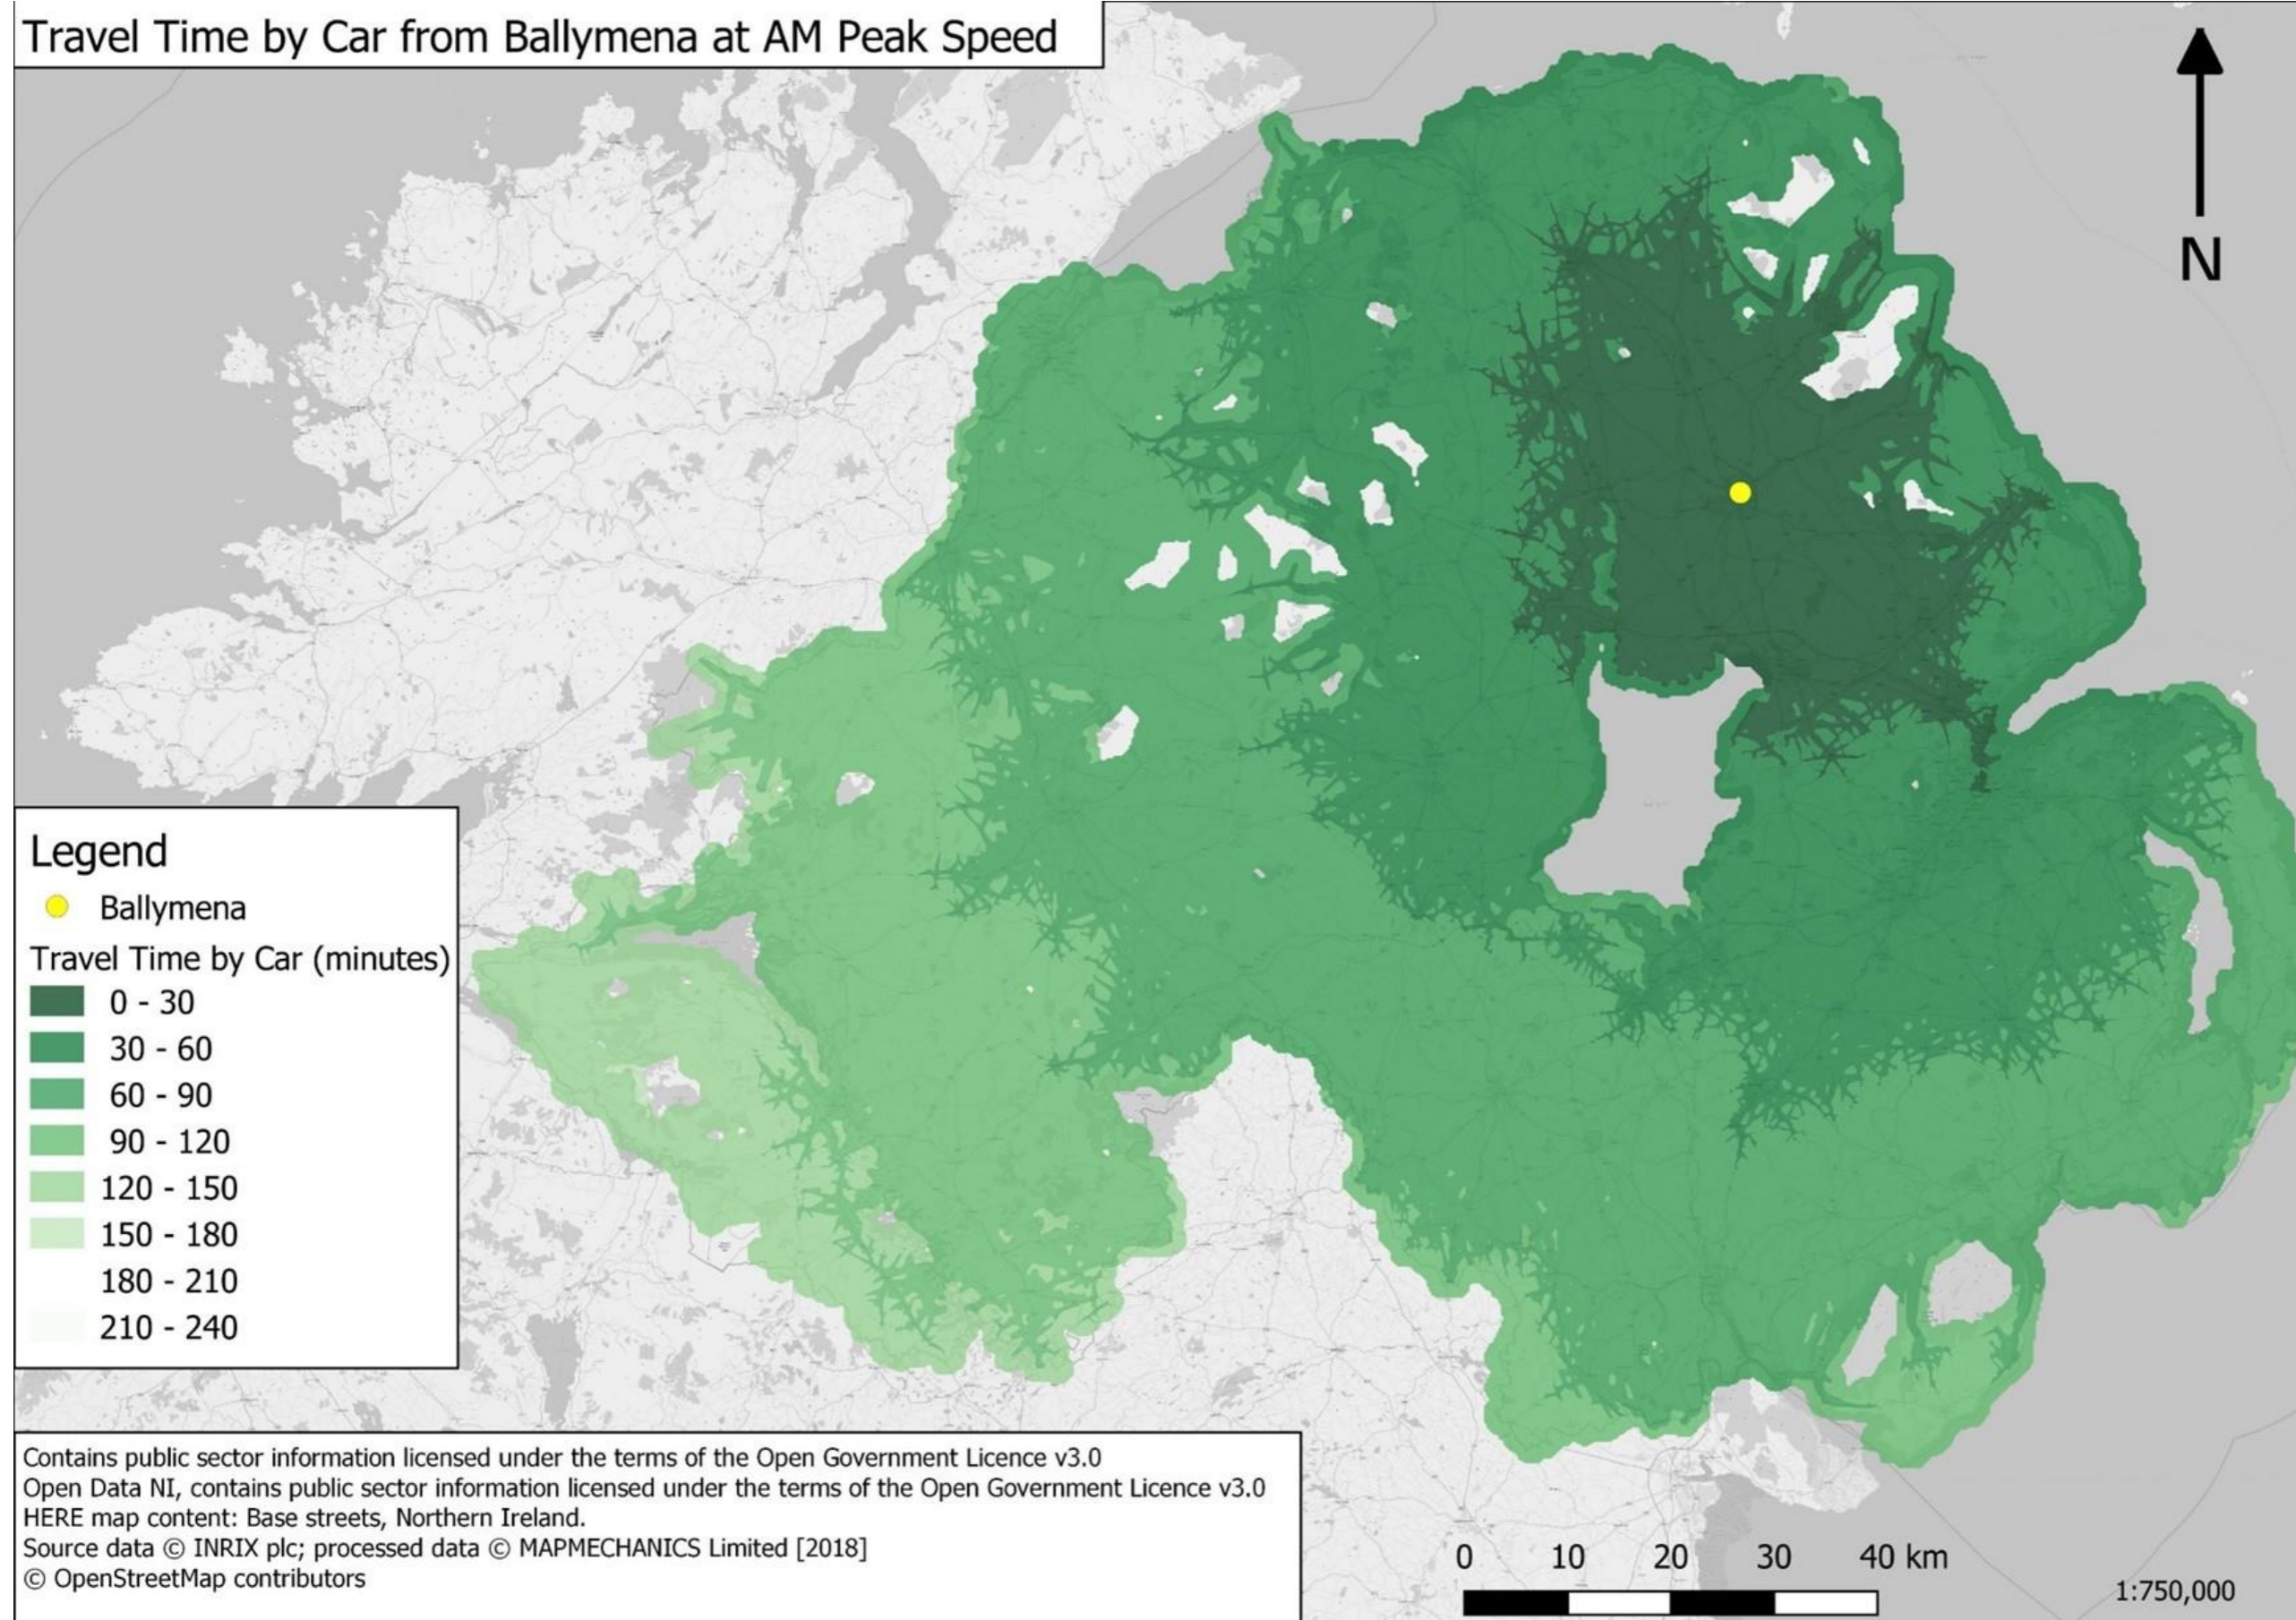 Travel Time by Car from Ballymena at AM Peak Speed
N
Legend
Ballymena
Travel Time by Car (minutes)
0 - 30
30 - 60
60 - 90
90 - 120
120 - 150
150 - 180
180 - 210
210 - 240
Contains public sector information licensed under the terms of the Open Government Licence v3.0
Open Data NI, contains public sector information licensed under the terms of the Open Government Licence v3.0
HERE map content: Base streets, Northern Ireland.
Source data © INRIX plc; processed data © MAPMECHANICS Limited [2018]
© OpenStreetMap contributors
0 10 20 30 40 km
1:750,000